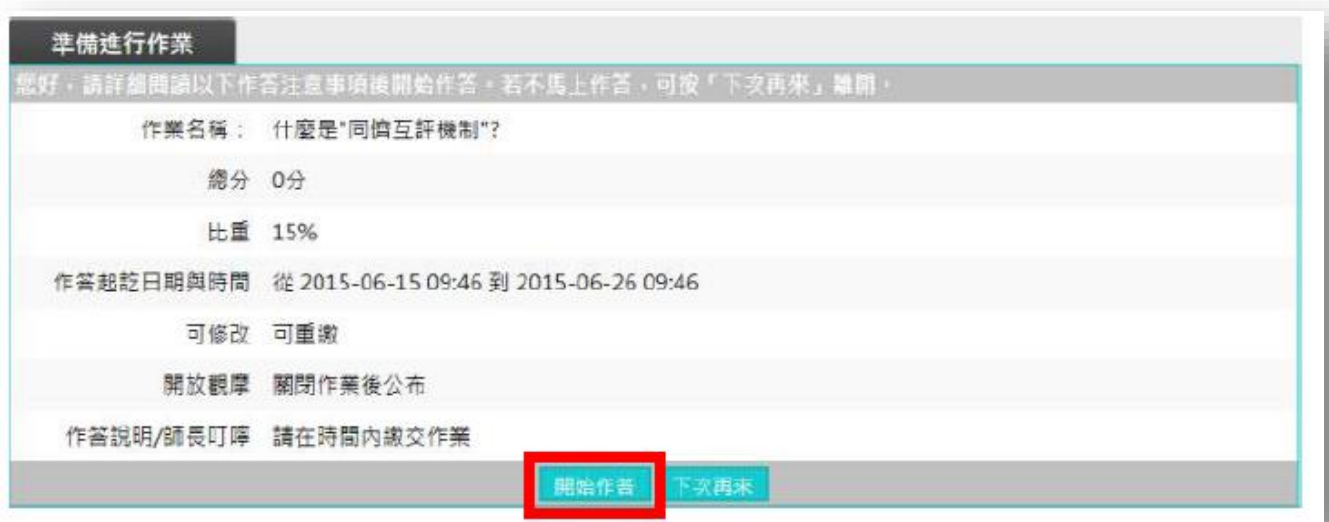 準備進行作業
您好，請詳細閱讀以下作答注意事項後開始作答。若不馬上作答，可按「下次再來」離開。
作業名稱： 什麼是"同儕互評機制"?
總分 0分
比重 15%
作答起訖日期與時間 從 2015-06-15 09:46 到 2015-06-26 09:46
可修改 可重繳
開放觀摩 關閉作業後公布
作答說明/師長叮嚀 請在時間內繳交作業
開始作答 下次再來